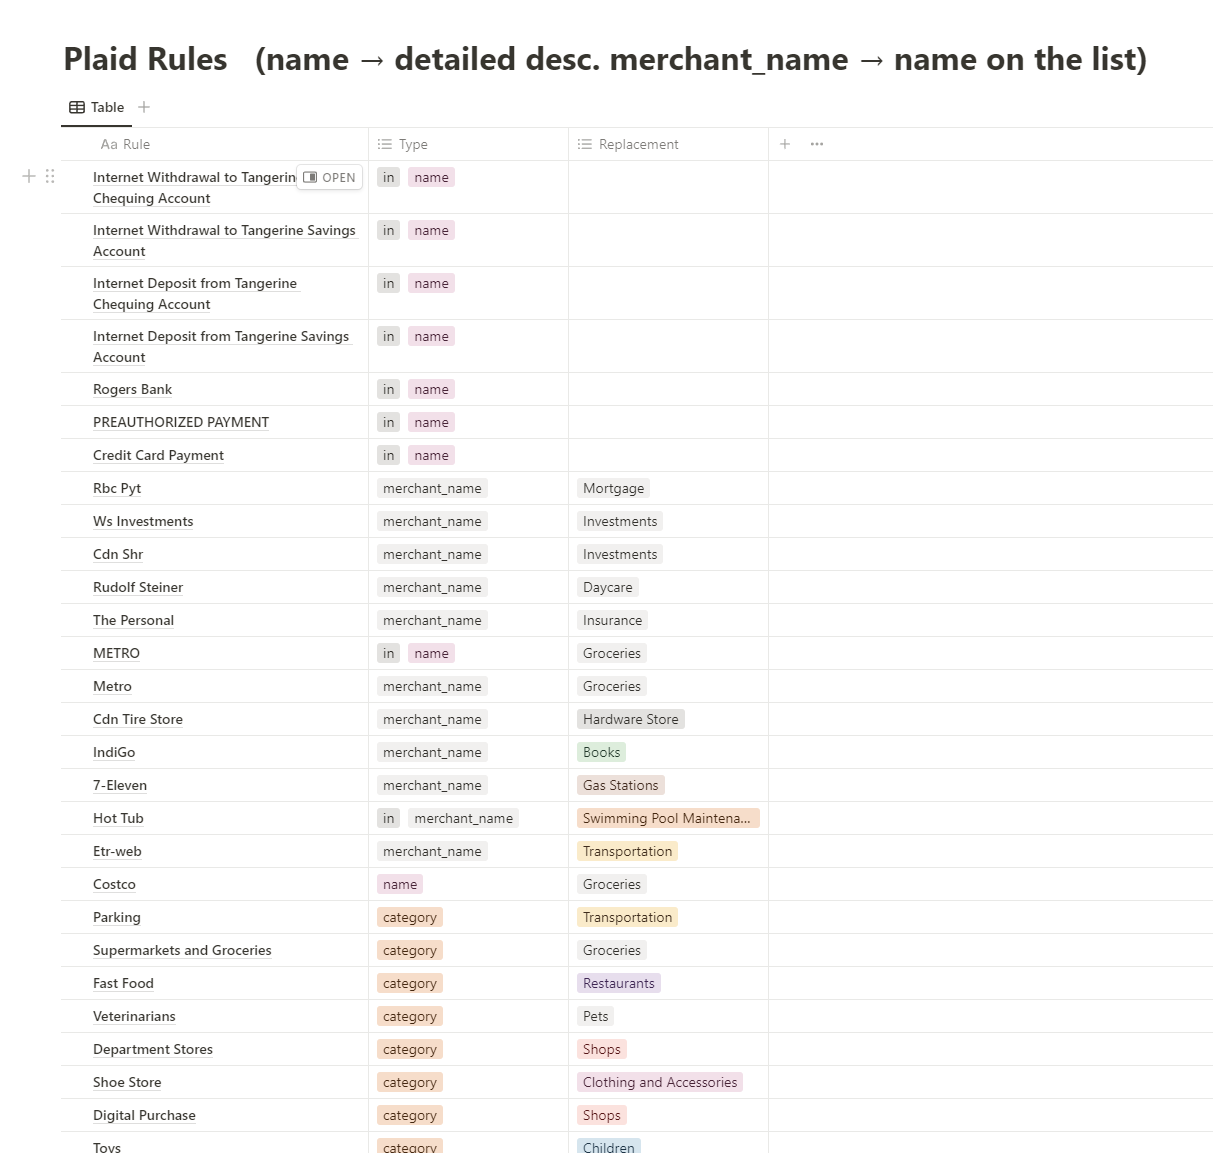 Plaid Rules (name → detailed desc. merchant_name → name on the list)
Table
Aa Rule Type Replacement
Internet Withdrawal to Tangerin OPEN in name
Chequing Account
Internet Withdrawal to Tangerine Savings in name
Account
Internet Deposit from Tangerine in name
Chequing Account
Internet Deposit from Tangerine Savings in name
Account
Rogers Bank in name
PREAUTHORIZED PAYMENT in name
Credit Card Payment in name
Rbc Pyt merchant_name Mortgage
Ws Investments merchant_name Investments
Cdn Shr merchant_name Investments
Rudolf Steiner merchant_name Daycare
The Personal merchant_name Insurance
METRO in name Groceries
Metro merchant_name Groceries
Cdn Tire Store merchant_name Hardware Store
IndiGo merchant_name Books
7-Eleven merchant_name Gas Stations
Hot Tub in merchant_name Swimming Pool Maintena...
Etr-web merchant_name Transportation
Costco name Groceries
Parking category Transportation
Supermarkets and Groceries category Groceries
Fast Food category Restaurants
Veterinarians category Pets
Department Stores category Shops
Shoe Store category Clothing and Accessories
Digital Purchase category Shops
Toys category Children